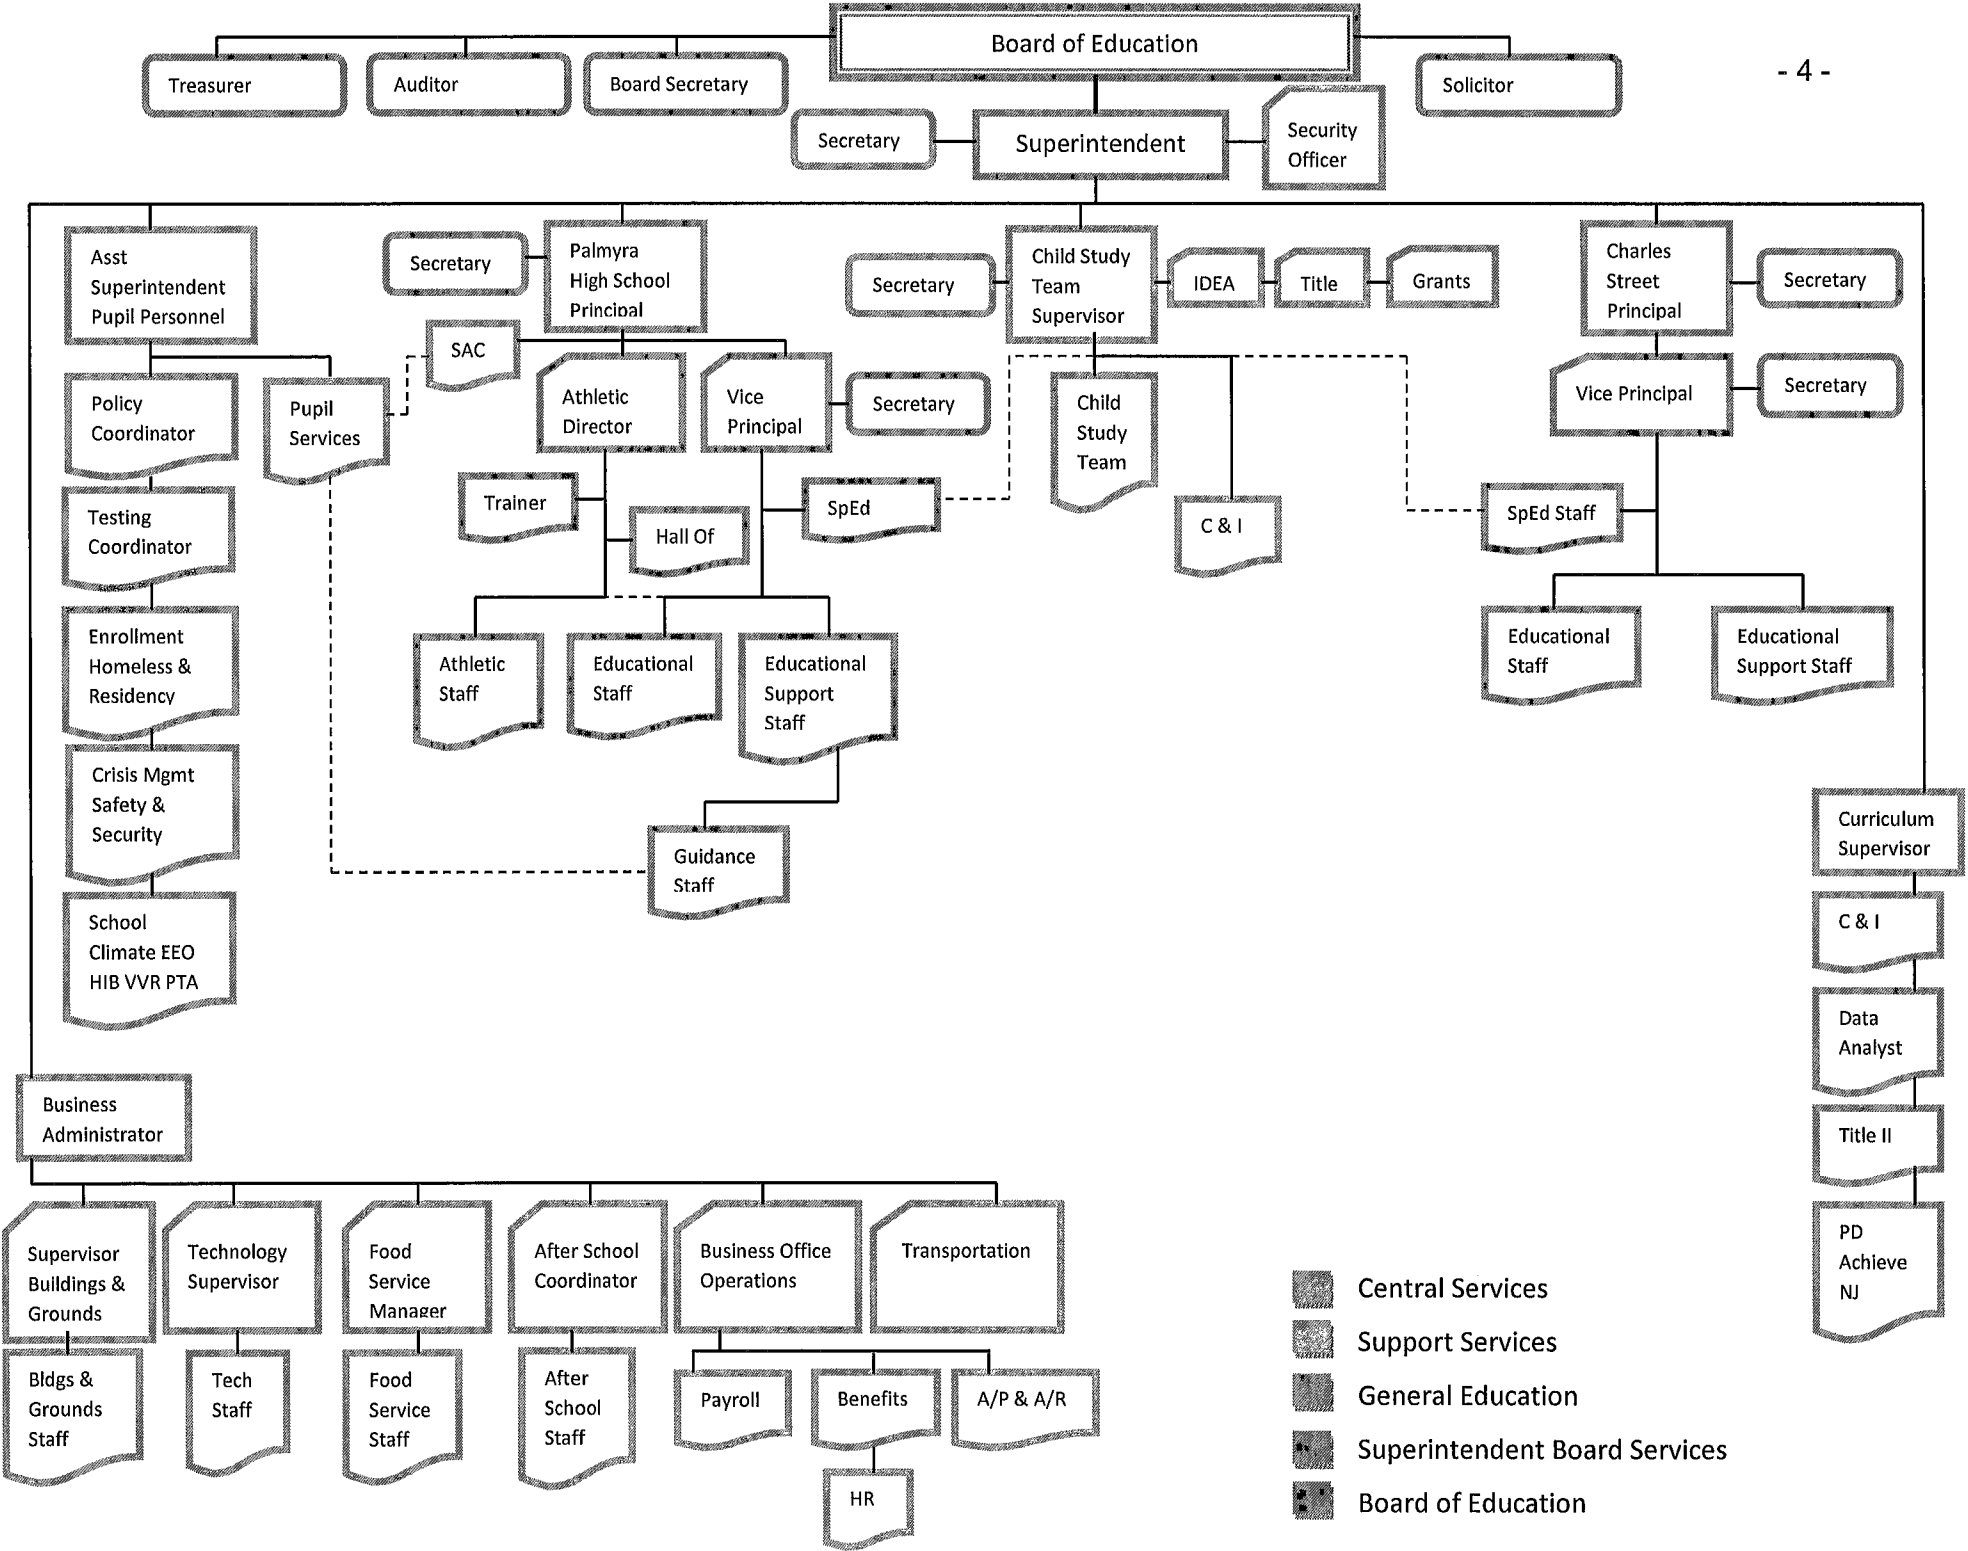 Board of Education
- 4 -
Treasurer
Auditor
Board Secretary
Solicitor
Secretary
Superintendent
Security
Officer
Asst
Superintendent
Pupil Personnel
Secretary
Palmyra
High School
Principal
Secretary
Child Study
Team
Supervisor
IDEA
Title
Grants
Charles
Street
Principal
Secretary
SAC
Policy
Coordinator
Pupil
Services
Athletic
Director
Vice
Principal
Secretary
Child
Study
Team
Vice Principal
Secretary
Testing
Coordinator
Trainer
Hall Of
SpEd
C & I
SpEd Staff
Enrollment
Homeless &
Residency
Athletic
Staff
Educational
Staff
Educational
Support
Staff
Educational
Staff
Educational
Support Staff
Crisis Mgmt
Safety &
Security
Guidance
Staff
Curriculum
Supervisor
School
Climate EEO
HIB VVR PTA
C & I
Data
Analyst
Business
Administrator
Title II
Supervisor
Buildings &
Grounds
Technology
Supervisor
Food
Service
Manager
After School
Coordinator
Business Office
Operations
Transportation
PD
Achieve
NJ
Bldgs &
Grounds
Staff
Tech
Staff
Food
Service
Staff
After
School
Staff
Payroll
Benefits
A/P & A/R
HR
Central Services
Support Services
General Education
Superintendent Board Services
Board of Education